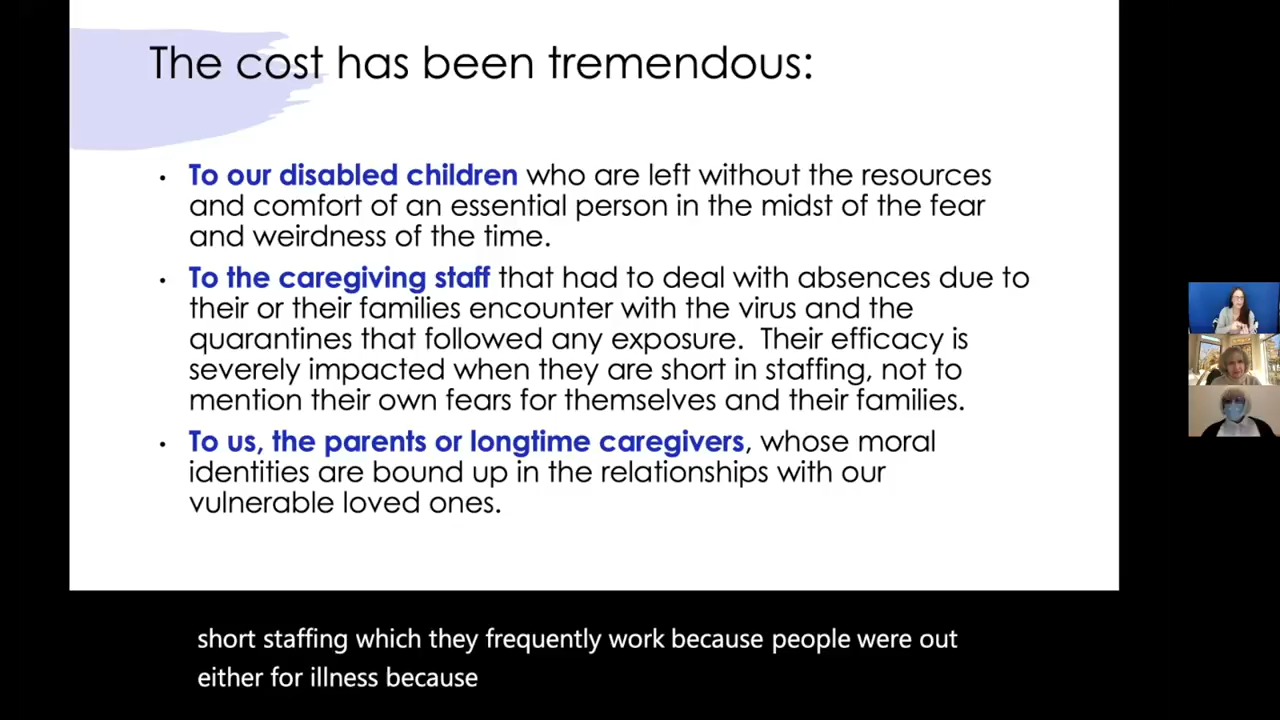 The cost has been tremendous:
• To our disabled children who are left without the resources
and comfort of an essential person in the midst of the fear
and weirdness of the time.
• To the caregiving staff that had to deal with absences due to
their or their families encounter with the virus and the
quarantines that followed any exposure.  Their efficacy is
severely impacted when they are short in staffing, not to
mention their own fears for themselves and their families.
• To us, the parents or longtime caregivers, whose moral
identities are bound up in the relationships with our
vulnerable loved ones.
short staffing which they frequently work because people were out
either for illness because